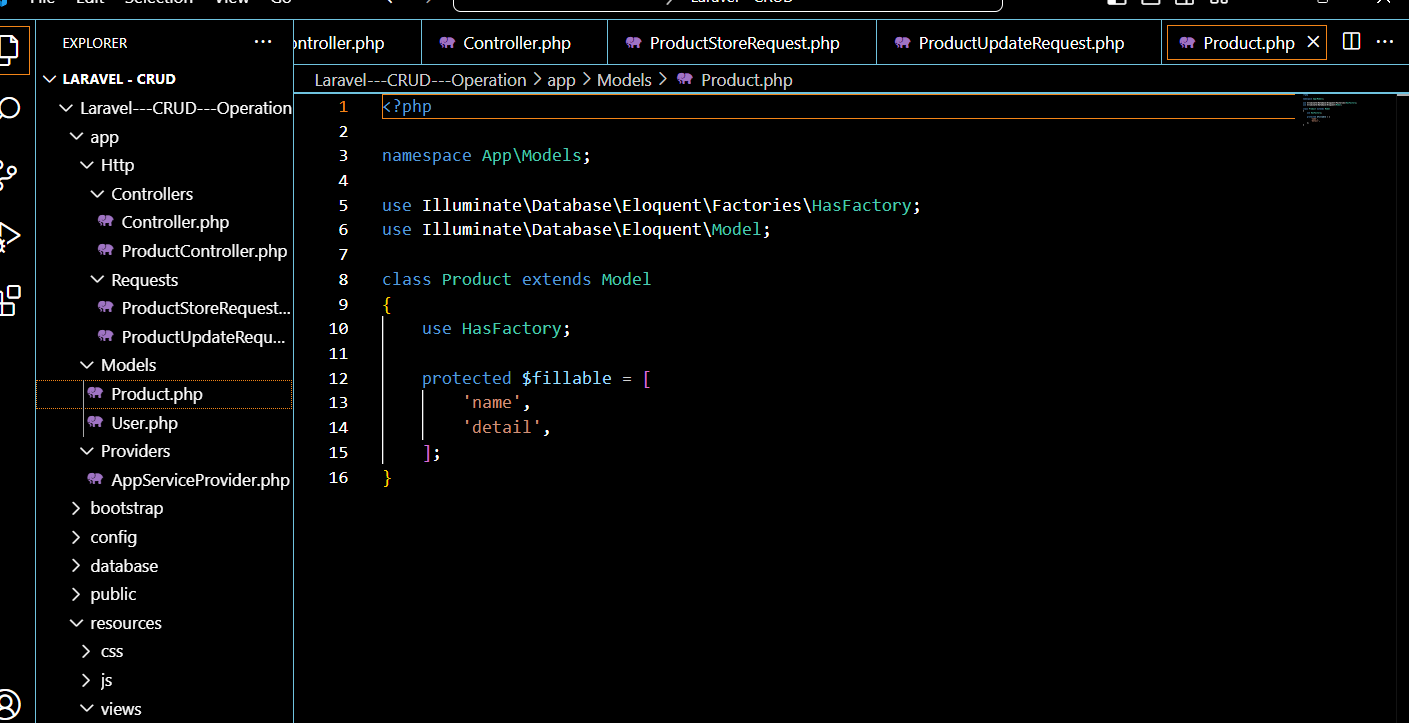 File Edit Selection View Go
Laravel - CRUD
EXPLORER
ontroller.php
Controller.php
ProductStoreRequest.php
ProductUpdateRequest.php
Product.php
LARAVEL - CRUD
Laravel---CRUD---Operation
app
Http
Controllers
Controller.php
ProductController.php
Requests
ProductStoreRequest...
ProductUpdateRequ...
Models
Product.php
User.php
Providers
AppServiceProvider.php
bootstrap
config
database
public
resources
css
js
views
Laravel---CRUD---Operation > app > Models > Product.php
1 <?php
2
3 namespace App\Models;
4
5 use Illuminate\Database\Eloquent\Factories\HasFactory;
6 use Illuminate\Database\Eloquent\Model;
7
8 class Product extends Model
9 {
10 use HasFactory;
11
12 protected $fillable = [
13 'name',
14 'detail',
15 ];
16 }